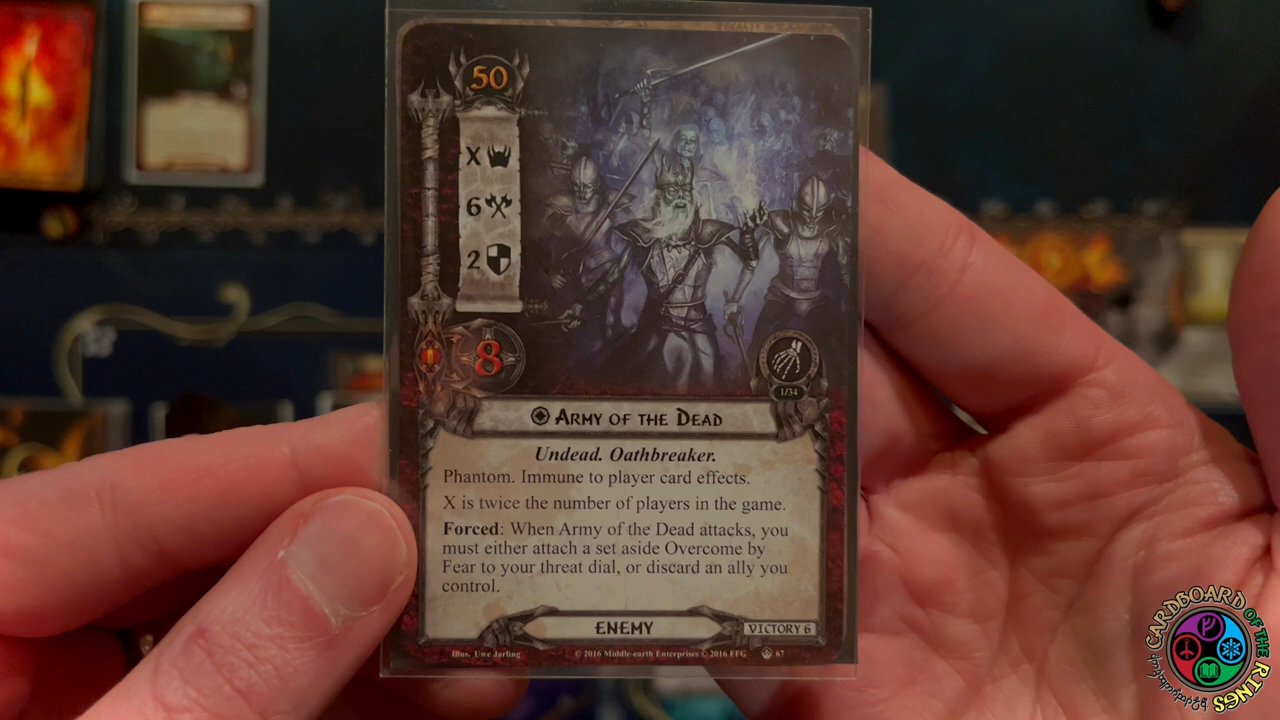 50
X
6
2
8
1/34
ARMY OF THE DEAD
Undead. Oathbreaker.
Phantom. Immune to player card effects.
X is twice the number of players in the game.
Forced: When Army of the Dead attacks, you
must either attach a set aside Overcome by
Fear to your threat dial, or discard an ally you
control.
ENEMY
VICTORY 6
Illus. Uwe Jarling
© 2016 Middle-earth Enterprises © 2016 FFG
67
CARDBOARD OF THE RINGS